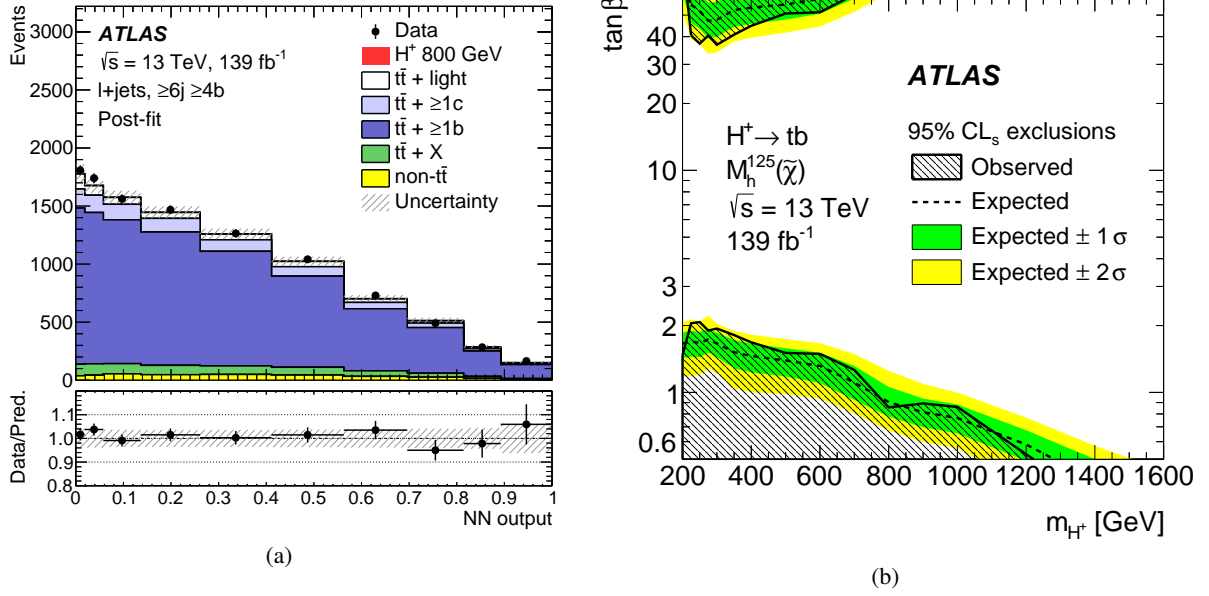 Events
3000
2500
2000
1500
1000
500
0
ATLAS
√s = 13 TeV, 139 fb⁻¹
l+jets, ≥6j ≥4b
Post-fit
Data
H⁺ 800 GeV
tt̄ + light
tt̄ + ≥1c
tt̄ + ≥1b
tt̄ + X
non-tt̄
Uncertainty
Data/Pred.
1.1
1.0
0.9
0.8
0 0.1 0.2 0.3 0.4 0.5 0.6 0.7 0.8 0.9 1
NN output
(a)
tanβ
40
30
20
10
3
2
1
0.6
ATLAS
H⁺→ tb
M_h^125(χ̃)
√s = 13 TeV
139 fb⁻¹
95% CLₛ exclusions
Observed
Expected
Expected ± 1 σ
Expected ± 2 σ
200 400 600 800 1000 1200 1400 1600
m_H⁺ [GeV]
(b)